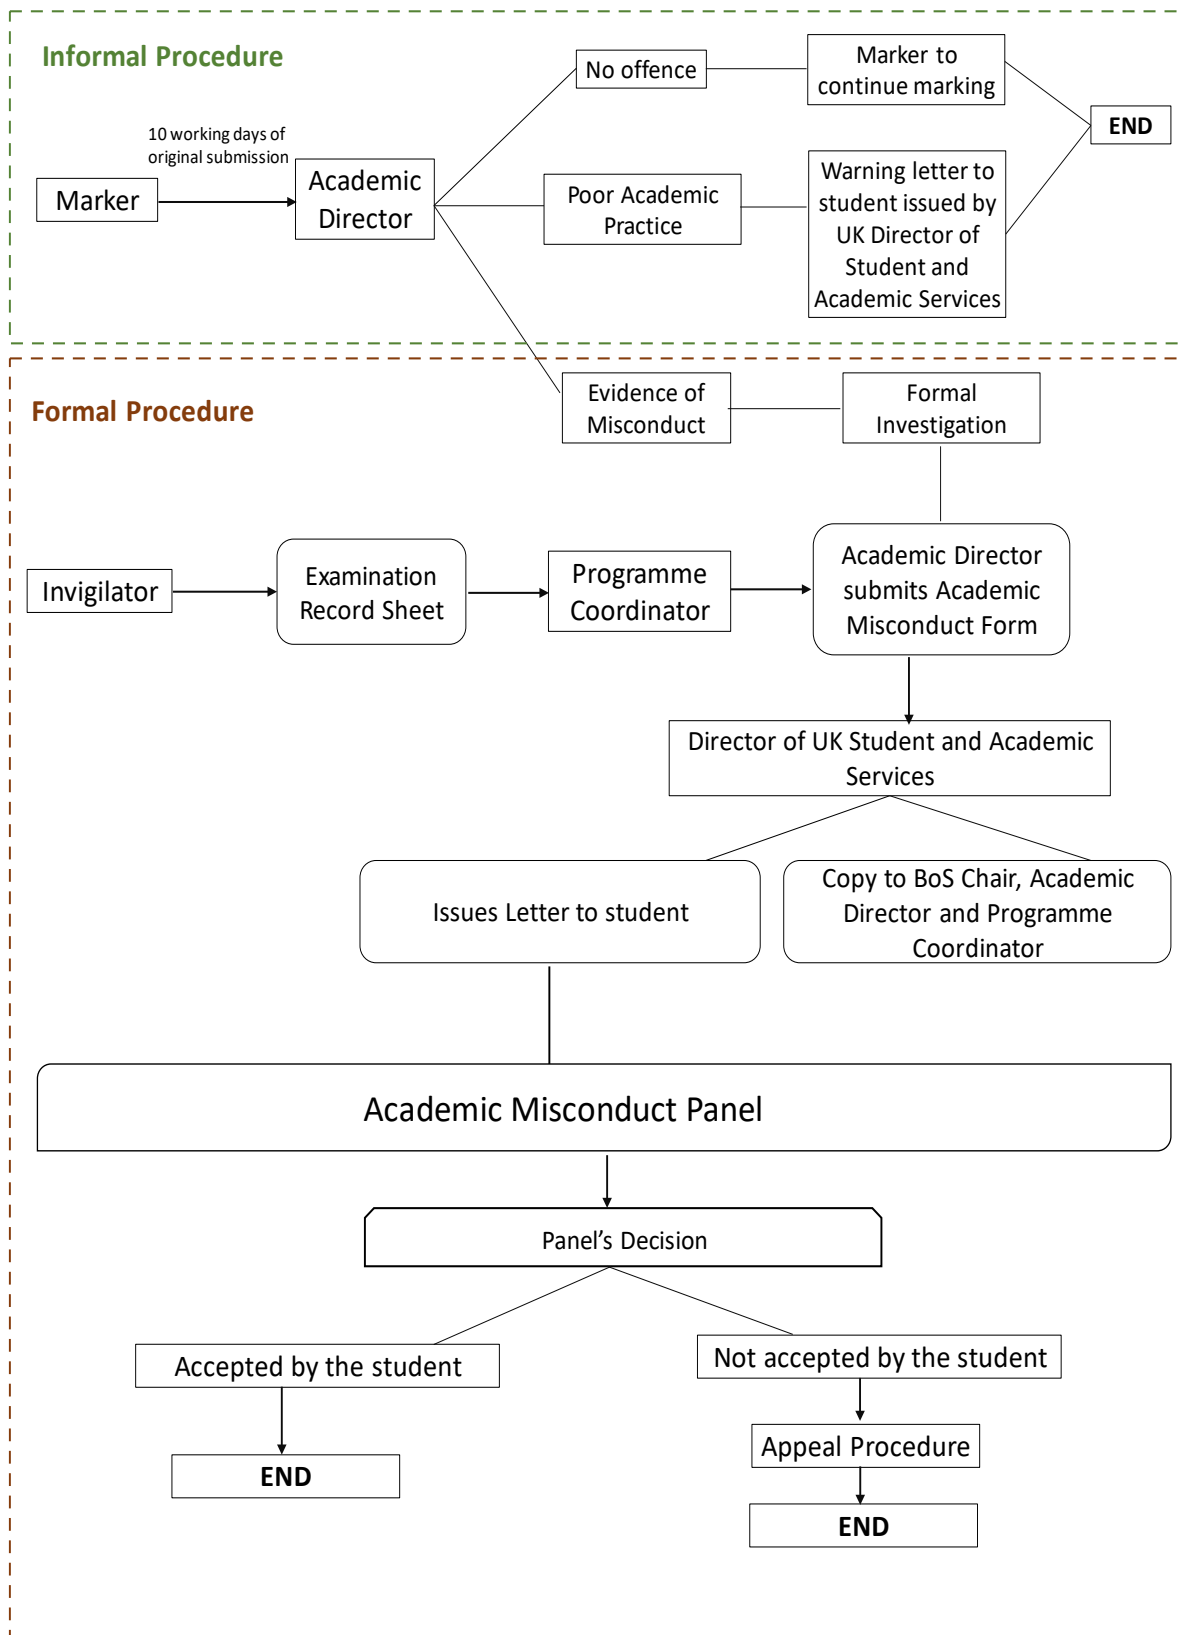 Informal Procedure
No offence
Marker to
continue marking
END
10 working days of
original submission
Marker
Academic
Director
Poor Academic
Practice
Warning letter to
student issued by
UK Director of
Student and
Academic Services
Formal Procedure
Evidence of
Misconduct
Formal
Investigation
Invigilator
Examination
Record Sheet
Programme
Coordinator
Academic Director
submits Academic
Misconduct Form
Director of UK Student and Academic
Services
Issues Letter to student
Copy to BoS Chair, Academic
Director and Programme
Coordinator
Academic Misconduct Panel
Panel’s Decision
Accepted by the student
Not accepted by the student
END
Appeal Procedure
END